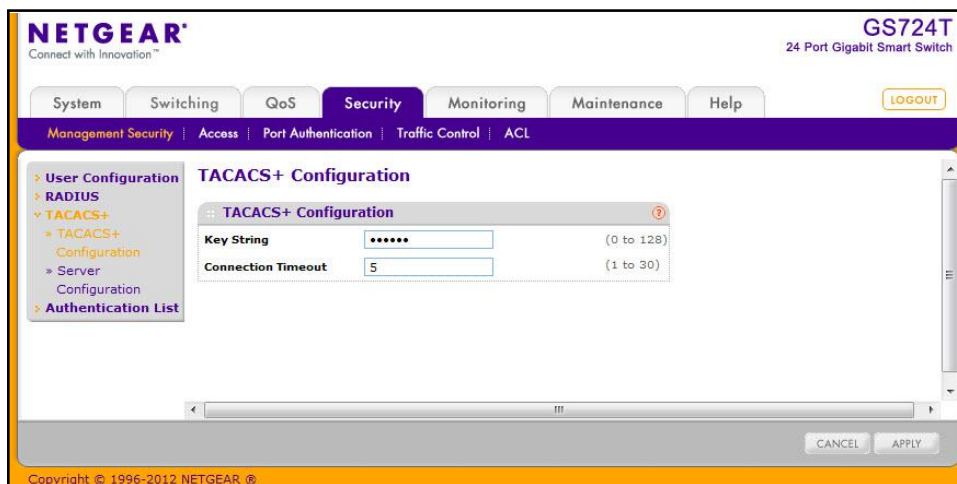 NETGEAR®
Connect with Innovation™
GS724T
24 Port Gigabit Smart Switch
System
Switching
QoS
Security
Monitoring
Maintenance
Help
LOGOUT
Management Security
Access
Port Authentication
Traffic Control
ACL
User Configuration
RADIUS
TACACS+
» TACACS+
Configuration
» Server
Configuration
Authentication List
TACACS+ Configuration
TACACS+ Configuration
?
Key String
••••••
(0 to 128)
Connection Timeout
5
(1 to 30)
CANCEL
APPLY
Copyright © 1996-2012 NETGEAR ®